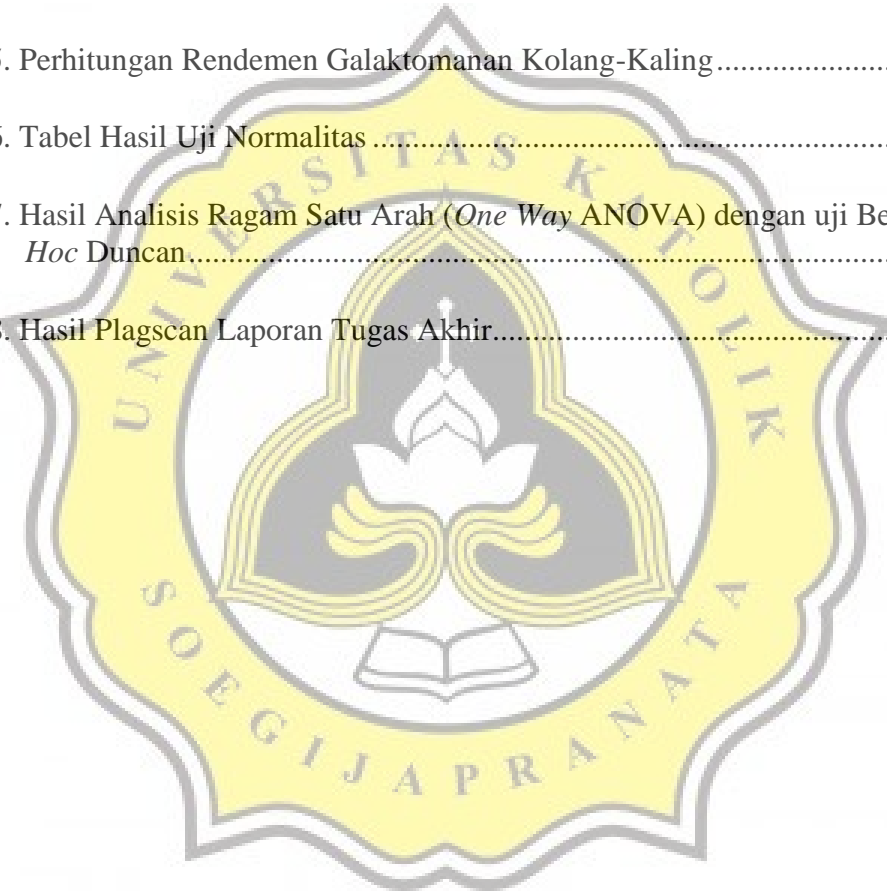 5. Perhitungan Rendemen Galaktomanan Kolang-Kaling.....................
6. Tabel Hasil Uji Normalitas ................................................................
7. Hasil Analisis Ragam Satu Arah (One Way ANOVA) dengan uji
Hoc Duncan.......................................................................................
8. Hasil Plagscan Laporan Tugas Akhir.................................................
UNIVERSITAS KATOLIK
SOEGIJAPRANATA